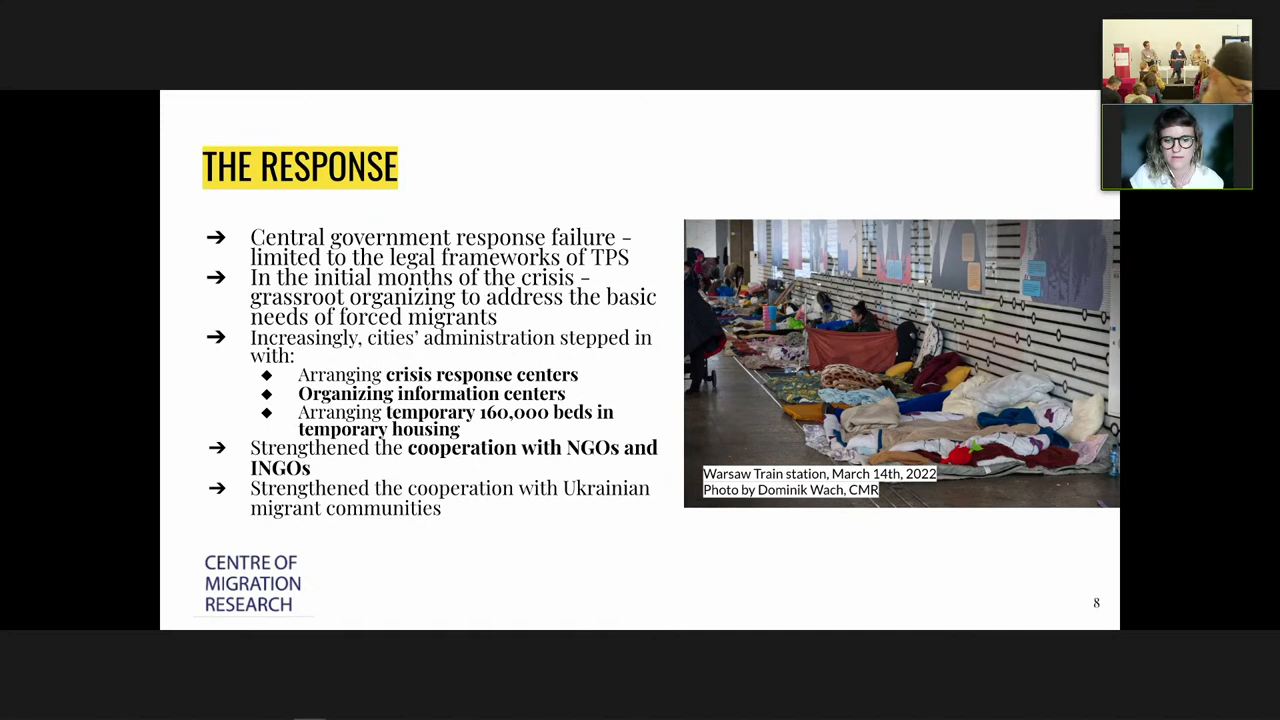 THE RESPONSE
➔ Central government response failure -
limited to the legal frameworks of TPS
➔ In the initial months of the crisis -
grassroot organizing to address the basic
needs of forced migrants
➔ Increasingly, cities’ administration stepped in
with:
◆ Arranging crisis response centers
◆ Organizing information centers
◆ Arranging temporary 160,000 beds in
temporary housing
➔ Strengthened the cooperation with NGOs and
INGOs
➔ Strengthened the cooperation with Ukrainian
migrant communities
Warsaw Train station, March 14th, 2022
Photo by Dominik Wach, CMR
CENTRE OF
MIGRATION
RESEARCH
8